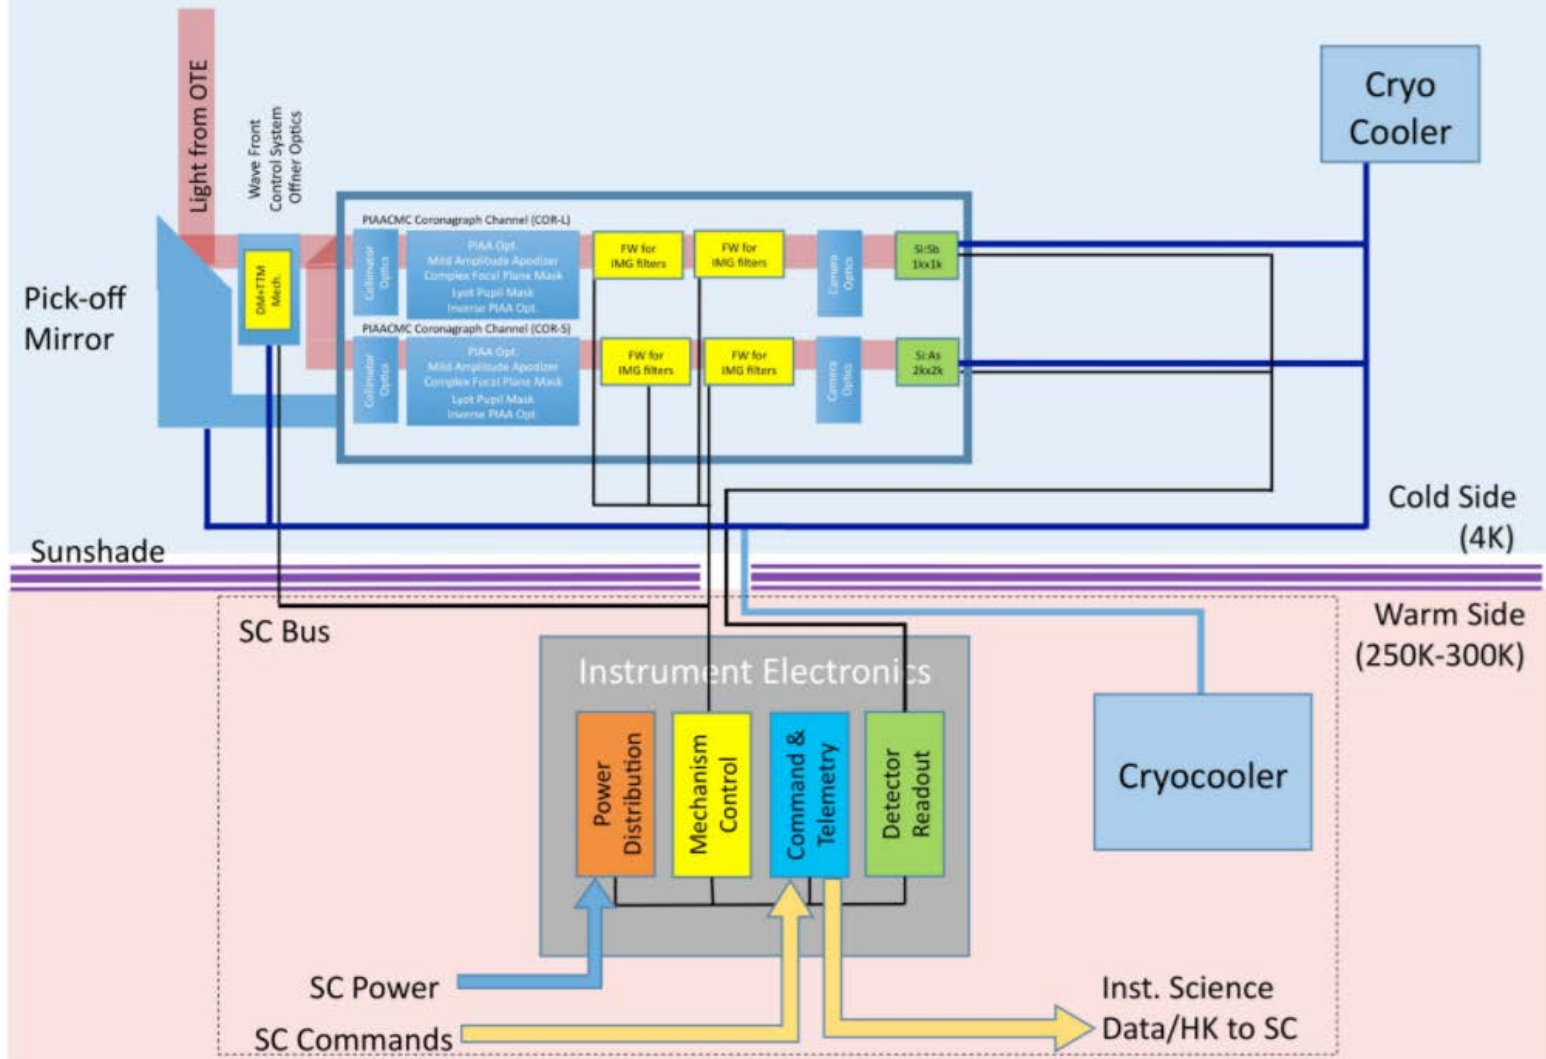 Light from OTE
Wave Front
Control System
Offner Optics
Cryo
Cooler
PIAACMC Coronagraph Channel (COR-L)
DM+TTM
Mech.
Collimator
Optics
PIAA Opt.
Mild Amplitude Apodizer
Complex Focal Plane Mask
Lyot Pupil Mask
Inverse PIAA Opt.
FW for
IMG filters
FW for
IMG filters
Camera
Optics
Si:Sb
1kx1k
Pick-off
Mirror
PIAACMC Coronagraph Channel (COR-S)
Collimator
Optics
PIAA Opt.
Mild Amplitude Apodizer
Complex Focal Plane Mask
Lyot Pupil Mask
Inverse PIAA Opt.
FW for
IMG filters
FW for
IMG filters
Camera
Optics
Si:As
2kx2k
Cold Side
(4K)
Sunshade
Warm Side
(250K-300K)
SC Bus
Instrument Electronics
Power
Distribution
Mechanism
Control
Command &
Telemetry
Detector
Readout
Cryocooler
SC Power
SC Commands
Inst. Science
Data/HK to SC